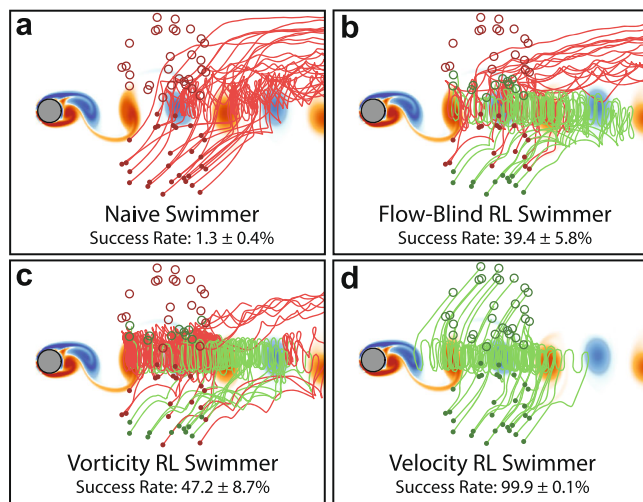 a
Naive Swimmer
Success Rate: 1.3 ± 0.4%
b
Flow-Blind RL Swimmer
Success Rate: 39.4 ± 5.8%
c
Vorticity RL Swimmer
Success Rate: 47.2 ± 8.7%
d
Velocity RL Swimmer
Success Rate: 99.9 ± 0.1%